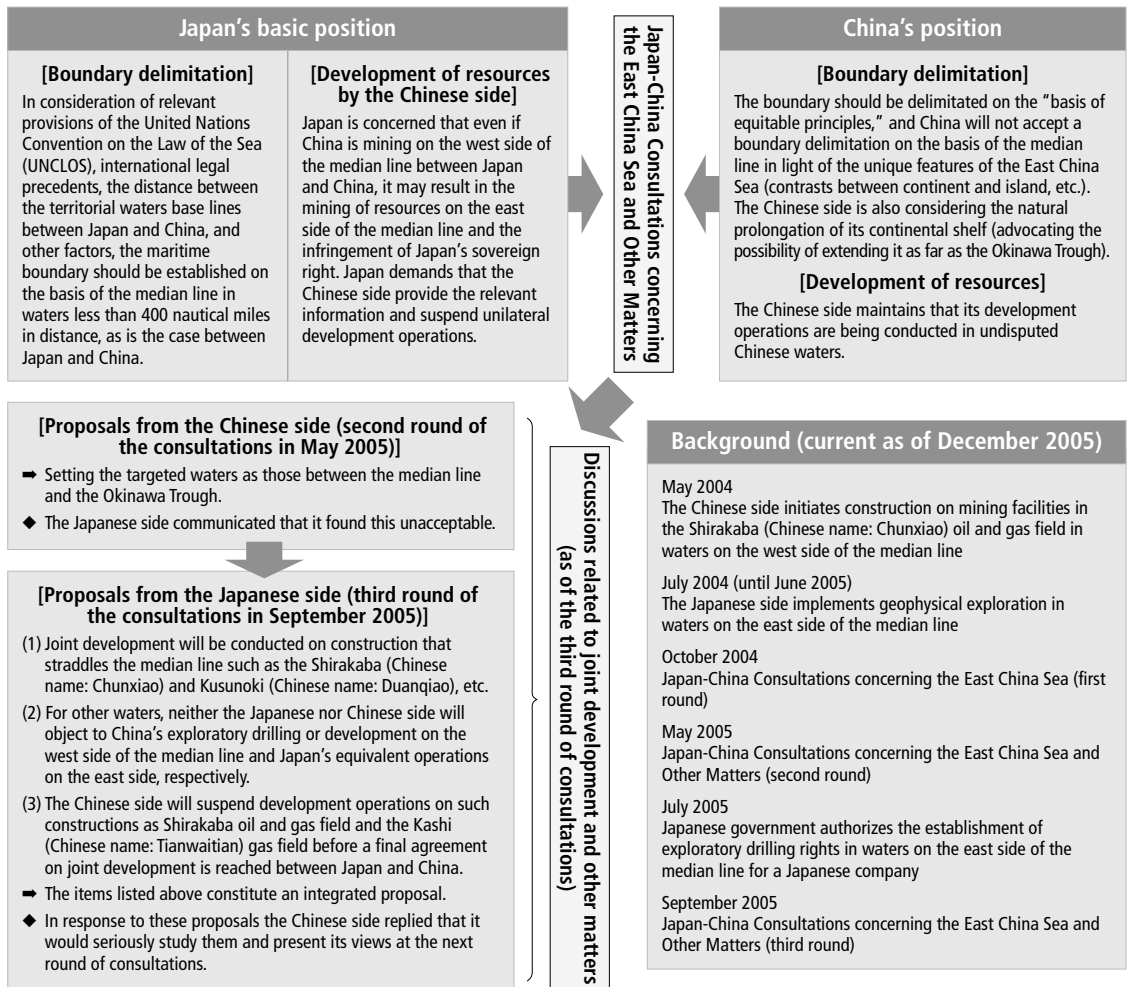 Japan's basic position
[Boundary delimitation]
In consideration of relevant
provisions of the United Nations
Convention on the Law of the Sea
(UNCLOS), international legal
precedents, the distance between
the territorial waters base lines
between Japan and China, and
other factors, the maritime
boundary should be established on
the basis of the median line in
waters less than 400 nautical miles
in distance, as is the case between
Japan and China.
[Development of resources
by the Chinese side]
Japan is concerned that even if
China is mining on the west side of
the median line between Japan
and China, it may result in the
mining of resources on the east
side of the median line and the
infringement of Japan's sovereign
right. Japan demands that the
Chinese side provide the relevant
information and suspend unilateral
development operations.
Japan-China Consultations concerning
the East China Sea and Other Matters
China's position
[Boundary delimitation]
The boundary should be delimitated on the "basis of
equitable principles," and China will not accept a
boundary delimitation on the basis of the median
line in light of the unique features of the East China
Sea (contrasts between continent and island, etc.).
The Chinese side is also considering the natural
prolongation of its continental shelf (advocating the
possibility of extending it as far as the Okinawa Trough).
[Development of resources]
The Chinese side maintains that its development
operations are being conducted in undisputed
Chinese waters.
[Proposals from the Chinese side (second round of
the consultations in May 2005)]
➡ Setting the targeted waters as those between the median line
and the Okinawa Trough.
◆ The Japanese side communicated that it found this unacceptable.
[Proposals from the Japanese side (third round of
the consultations in September 2005)]
(1) Joint development will be conducted on construction that
straddles the median line such as the Shirakaba (Chinese
name: Chunxiao) and Kusunoki (Chinese name: Duanqiao), etc.
(2) For other waters, neither the Japanese nor Chinese side will
object to China's exploratory drilling or development on the
west side of the median line and Japan's equivalent operations
on the east side, respectively.
(3) The Chinese side will suspend development operations on such
constructions as Shirakaba oil and gas field and the Kashi
(Chinese name: Tianwaitian) gas field before a final agreement
on joint development is reached between Japan and China.
➡ The items listed above constitute an integrated proposal.
◆ In response to these proposals the Chinese side replied that it
would seriously study them and present its views at the next
round of consultations.
Discussions related to joint development and other matters
(as of the third round of consultations)
Background (current as of December 2005)
May 2004
The Chinese side initiates construction on mining facilities in
the Shirakaba (Chinese name: Chunxiao) oil and gas field in
waters on the west side of the median line
July 2004 (until June 2005)
The Japanese side implements geophysical exploration in
waters on the east side of the median line
October 2004
Japan-China Consultations concerning the East China Sea (first
round)
May 2005
Japan-China Consultations concerning the East China Sea and
Other Matters (second round)
July 2005
Japanese government authorizes the establishment of
exploratory drilling rights in waters on the east side of the
median line for a Japanese company
September 2005
Japan-China Consultations concerning the East China Sea and
Other Matters (third round)